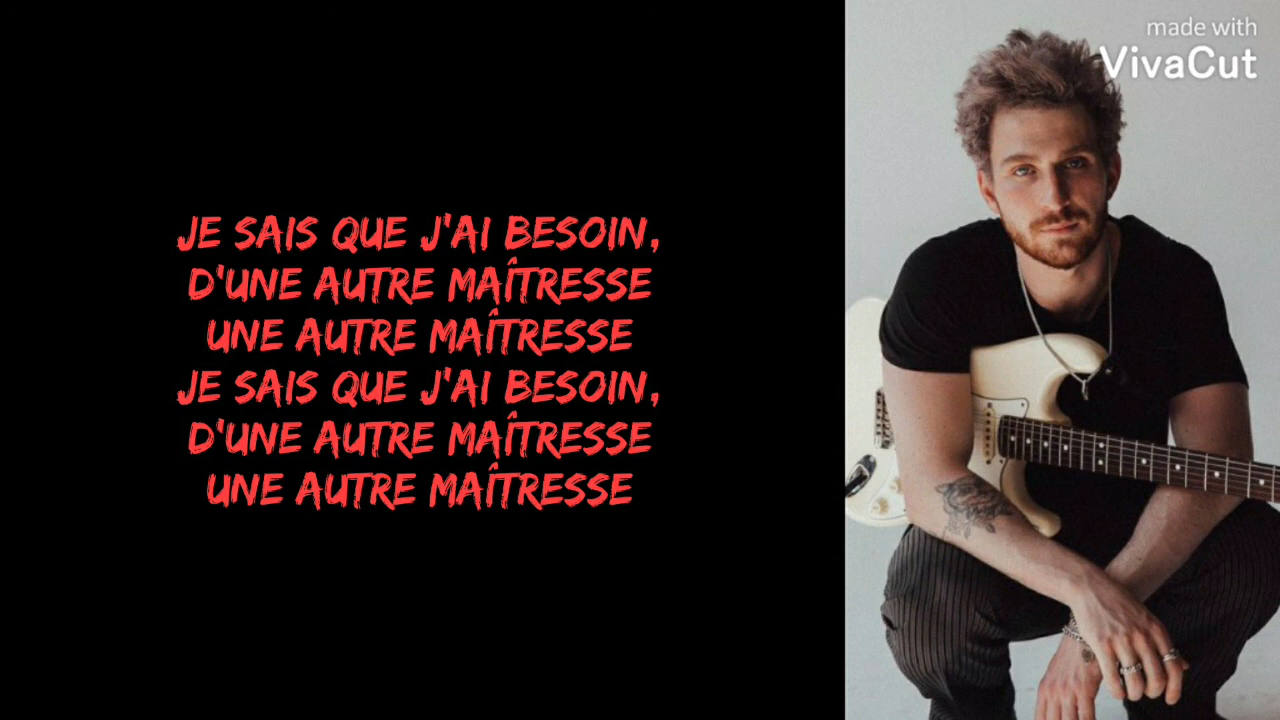 JE SAIS QUE J'AI BESOIN,
D'UNE AUTRE MAÎTRESSE
UNE AUTRE MAÎTRESSE
JE SAIS QUE J'AI BESOIN,
D'UNE AUTRE MAÎTRESSE
UNE AUTRE MAÎTRESSE
made with
VivaCut